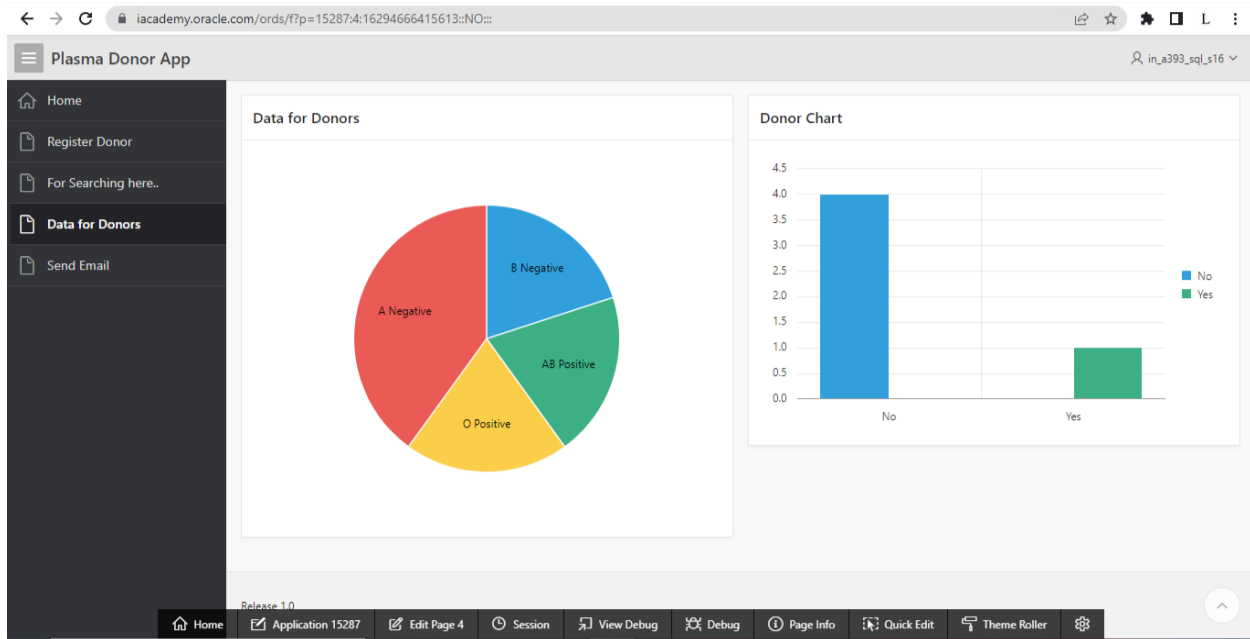 iacademy.oracle.com/ords/f?p=15287:4:16294666415613::NO:::
L
Plasma Donor App
in_a393_sql_s16
Home
Register Donor
For Searching here..
Data for Donors
Send Email
Data for Donors
B Negative
A Negative
AB Positive
O Positive
Donor Chart
4.5
4.0
3.5
3.0
2.5
2.0
1.5
1.0
0.5
0.0
No
Yes
No
Yes
Release 1.0
Home
Application 15287
Edit Page 4
Session
View Debug
Debug
Page Info
Quick Edit
Theme Roller